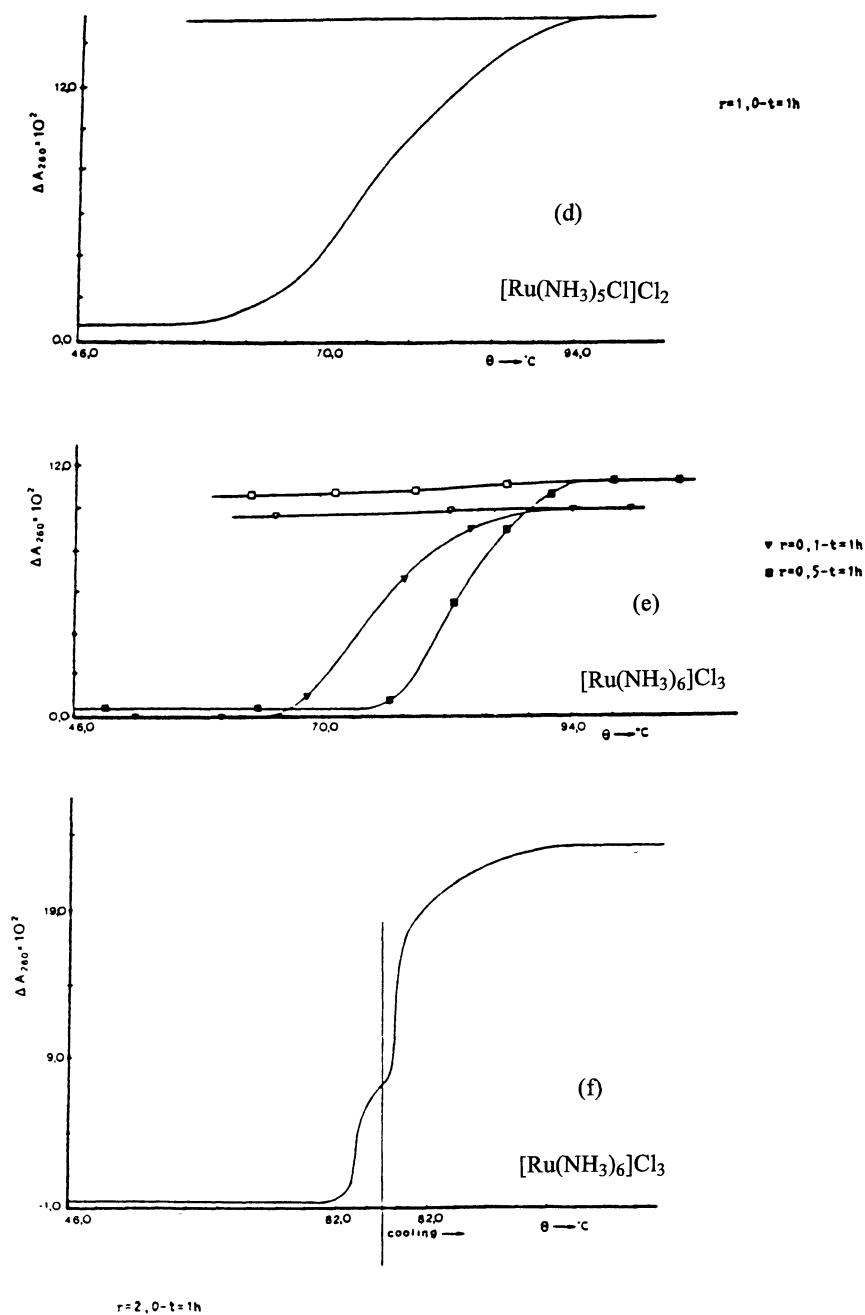 12,0
Δ A₂₆₀ × 10²
r=1,0-t=1h
(d)
[Ru(NH₃)₅Cl]Cl₂
0,0
46,0 70,0 94,0
θ → °C
12,0
Δ A₂₆₀ × 10²
▼ r=0,1-t=1h
■ r=0,5-t=1h
(e)
[Ru(NH₃)₆]Cl₃
0,0
46,0 70,0 94,0
θ → °C
19,0
Δ A₂₆₀ × 10²
9,0
(f)
[Ru(NH₃)₆]Cl₃
-1,0
46,0 82,0 82,0
cooling → θ → °C
r=2,0-t=1h